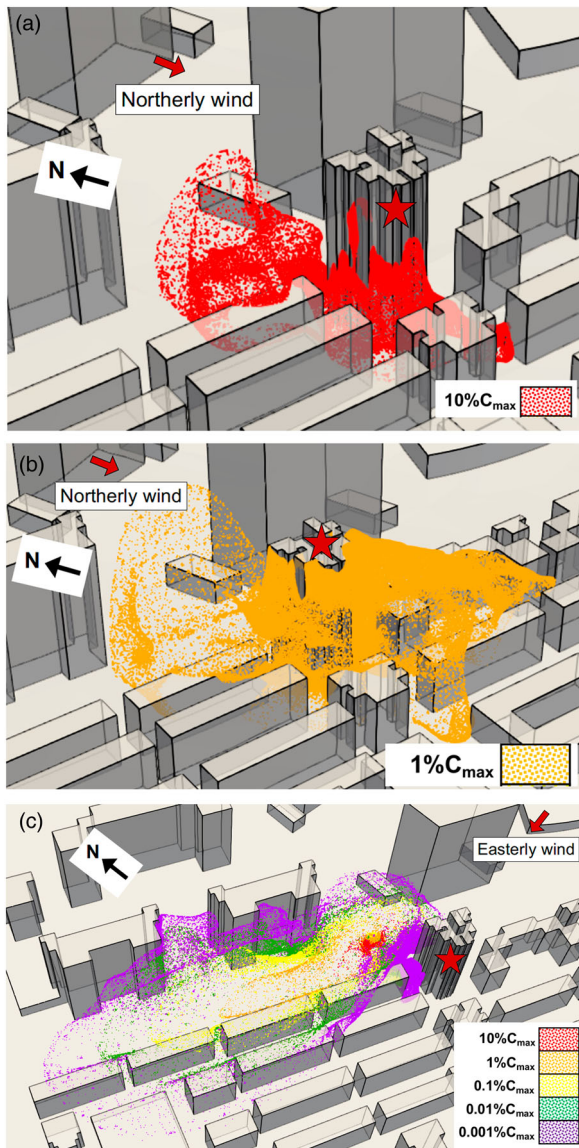 (a)
Northerly wind
N
10%Cmax
(b)
Northerly wind
N
1%Cmax
(c)
N
Easterly wind
10%Cmax
1%Cmax
0.1%Cmax
0.01%Cmax
0.001%Cmax